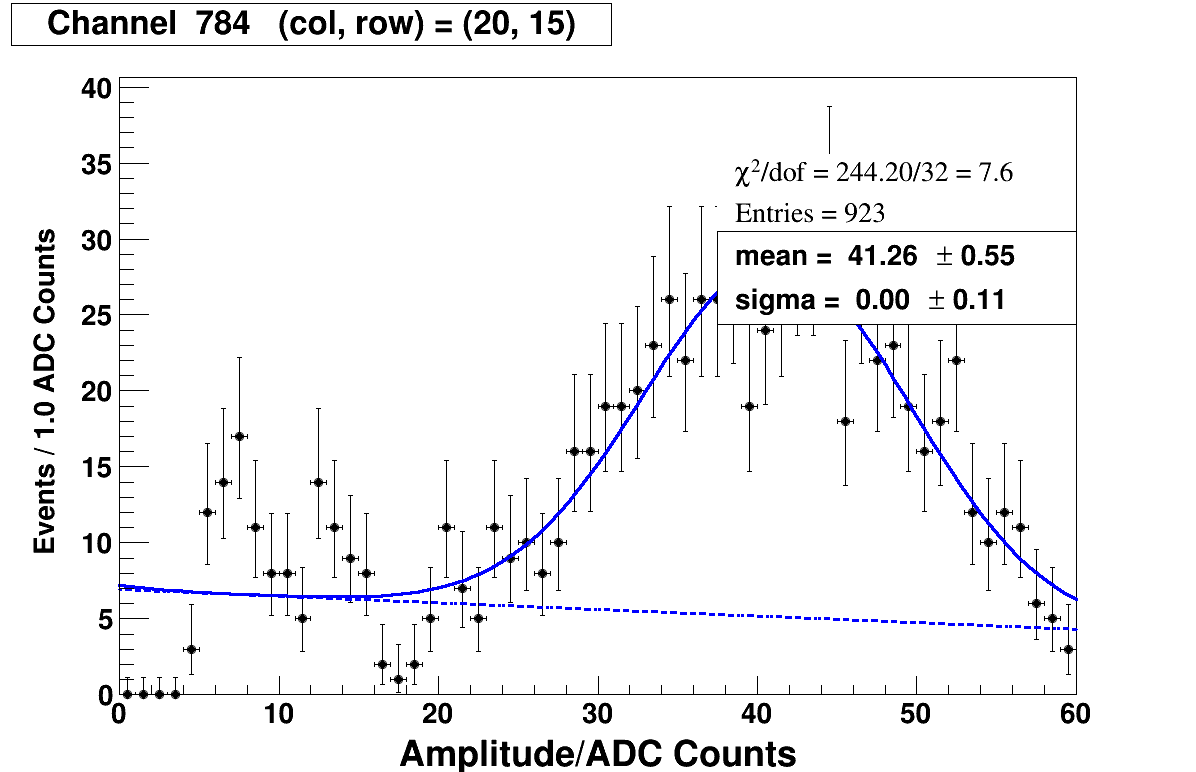 Channel 784 (col, row) = (20, 15)
40
35
30
25
20
15
10
5
0
Events / 1.0 ADC Counts
χ²/dof = 244.20/32 = 7.6
Entries = 923
mean = 41.26 ± 0.55
sigma = 0.00 ± 0.11
0 10 20 30 40 50 60
Amplitude/ADC Counts